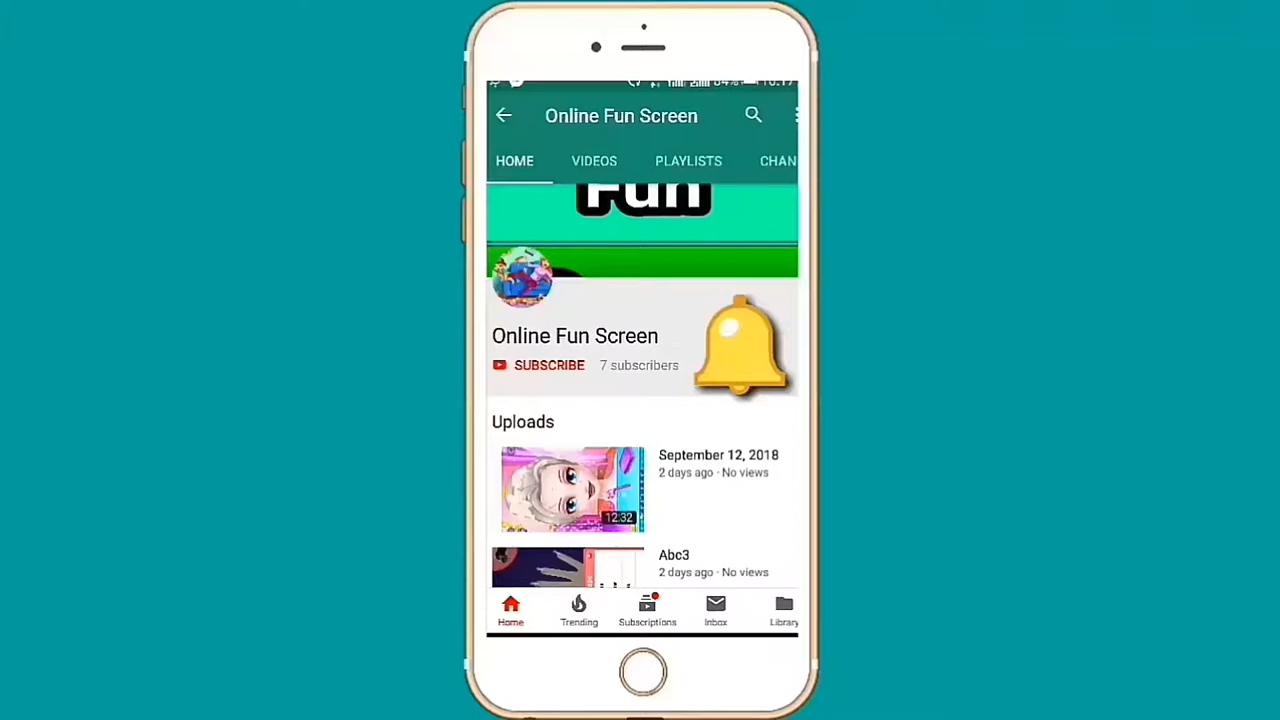 Online Fun Screen
HOME VIDEOS PLAYLISTS CHAN
Fun
Online Fun Screen
SUBSCRIBE 7 subscribers
Uploads
September 12, 2018
2 days ago · No views
12:32
Abc3
2 days ago · No views
Home Trending Subscriptions Inbox Library